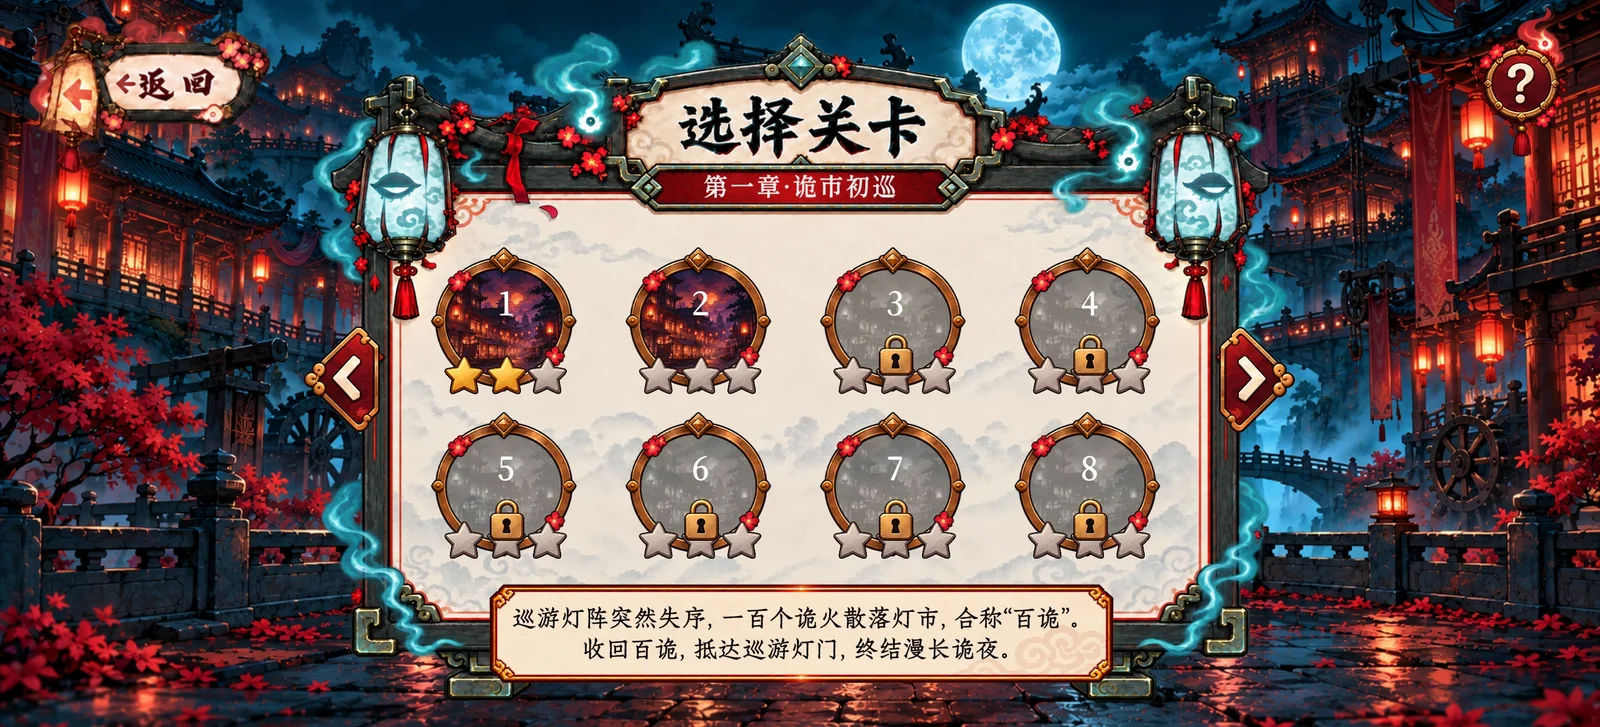 返回
选择关卡
?
第一章·诡市初巡
1 2 3 4
5 6 7 8
巡游灯阵突然失序,一百个诡火散落灯市,合称“百诡”。
收回百诡,抵达巡游灯门,终结漫长诡夜。